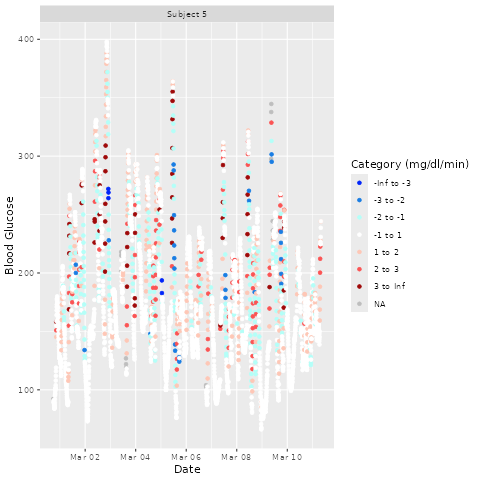 Subject 5
400
300
200
100
Blood Glucose
Mar 02
Mar 04
Mar 06
Mar 08
Mar 10
Date
Category (mg/dl/min)
-Inf to -3
-3 to -2
-2 to -1
-1 to 1
1 to 2
2 to 3
3 to Inf
NA